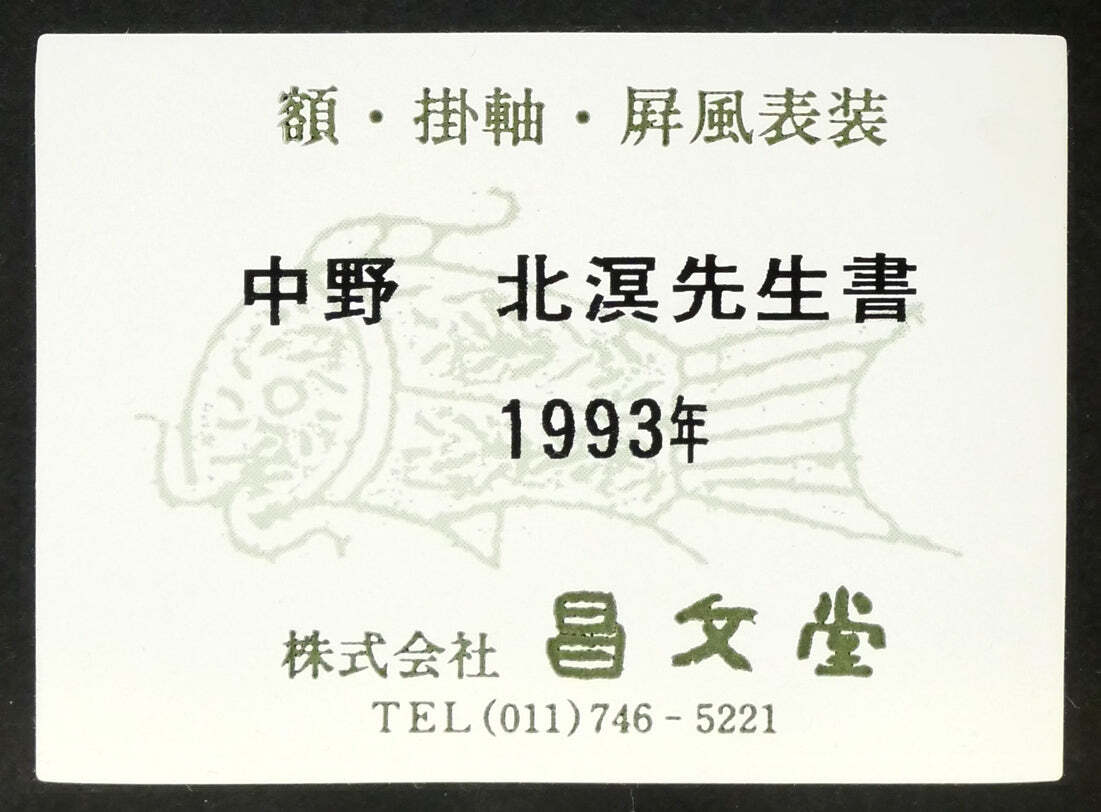 額・掛軸・屛風表装
中野　北溟先生書
1993年
株式会社 昌文堂
TEL(011)746-5221